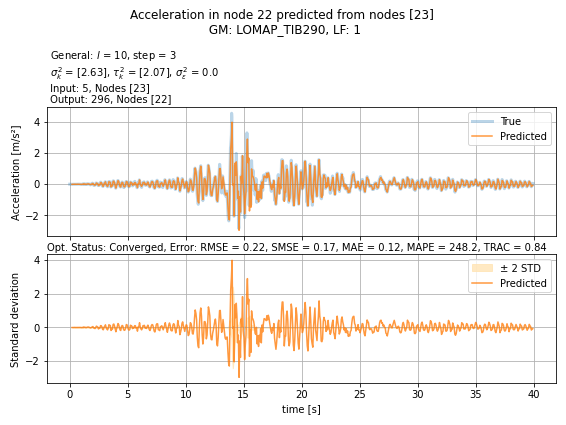 Acceleration in node 22 predicted from nodes [23]
GM: LOMAP_TIB290, LF: 1
General: l = 10, step = 3
σ²ₖ = [2.63], τ²ₖ = [2.07], σ²ε = 0.0
Input: 5, Nodes [23]
Output: 296, Nodes [22]
Acceleration [m/s²]
4
2
0
−2
True
Predicted
Opt. Status: Converged, Error: RMSE = 0.22, SMSE = 0.17, MAE = 0.12, MAPE = 248.2, TRAC = 0.84
Standard deviation
4
2
0
−2
± 2 STD
Predicted
0 5 10 15 20 25 30 35 40
time [s]